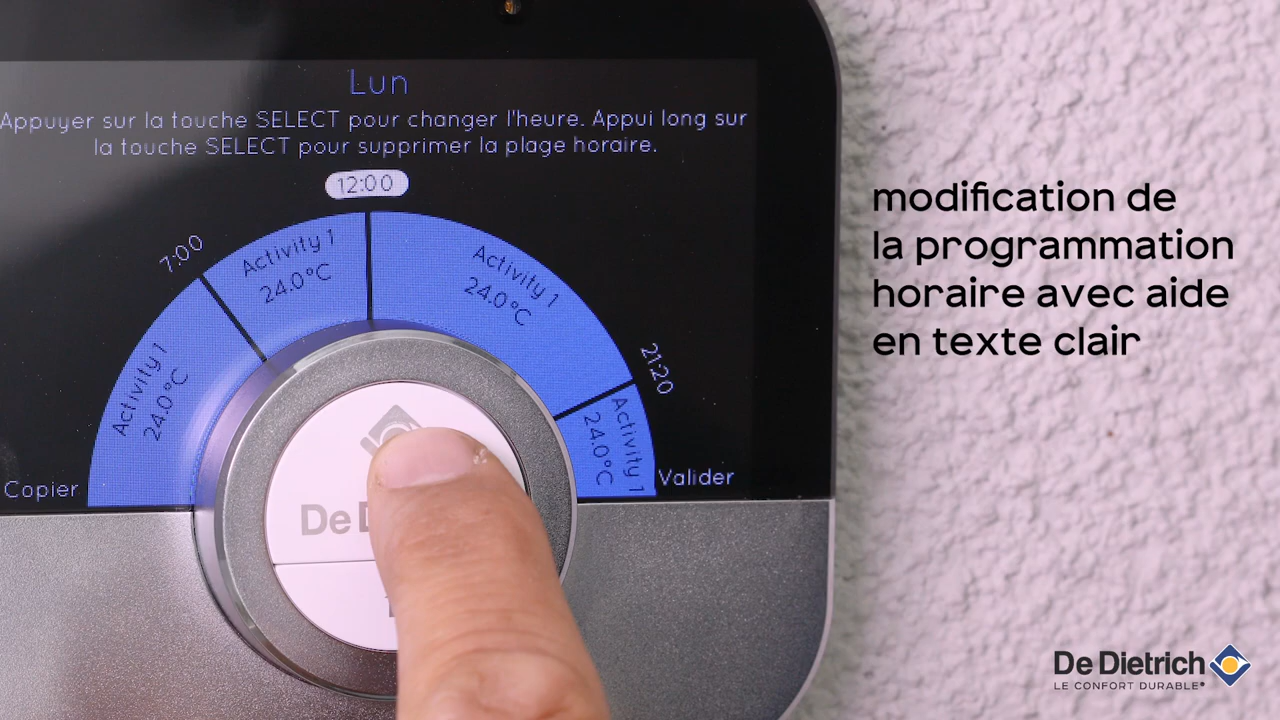 Lun
Appuyer sur la touche SELECT pour changer l'heure. Appui long sur
la touche SELECT pour supprimer la plage horaire.
12:00
7:00
Activity 1
24.0°C
Activity 1
24.0°C
21:20
Activity 1
24.0°C
Activity 1
24.0°C
Copier
Valider
De D
modification de
la programmation
horaire avec aide
en texte clair
De Dietrich
LE CONFORT DURABLE®